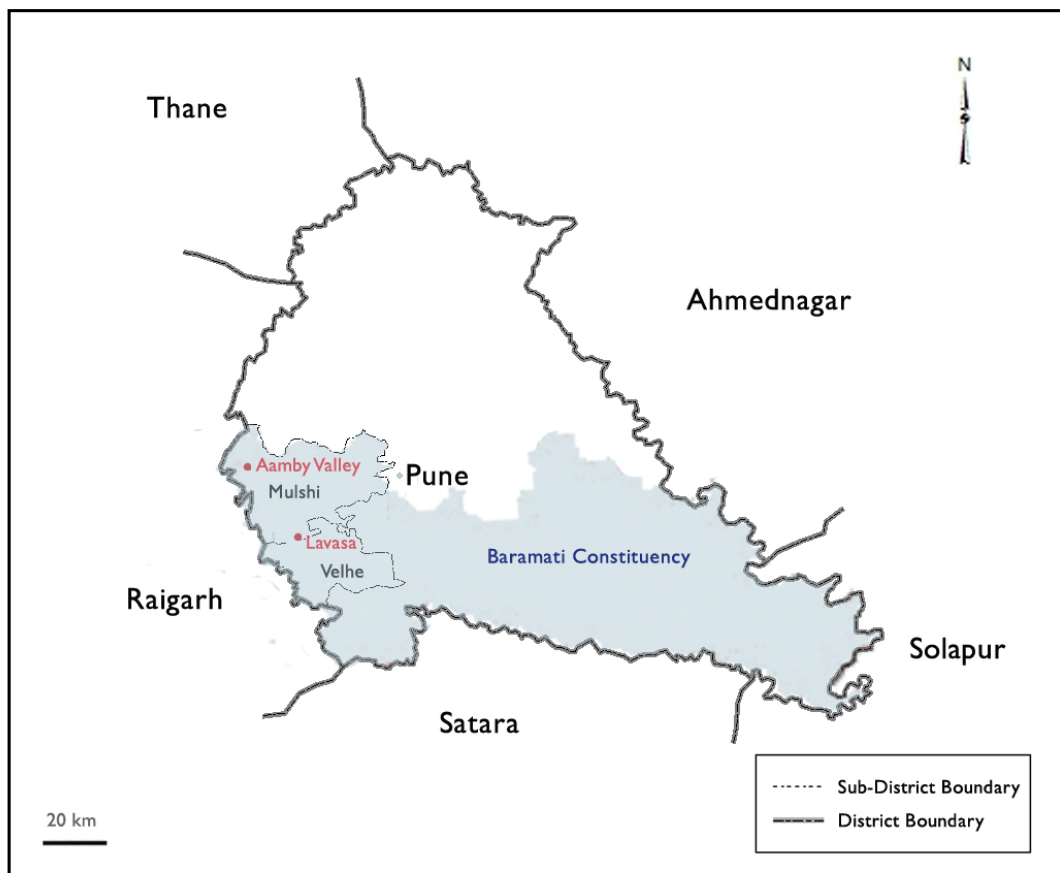 Thane
N
Ahmednagar
Aamby Valley
Pune
Mulshi
Lavasa
Baramati Constituency
Velhe
Raigarh
Solapur
Satara
Sub-District Boundary
District Boundary
20 km